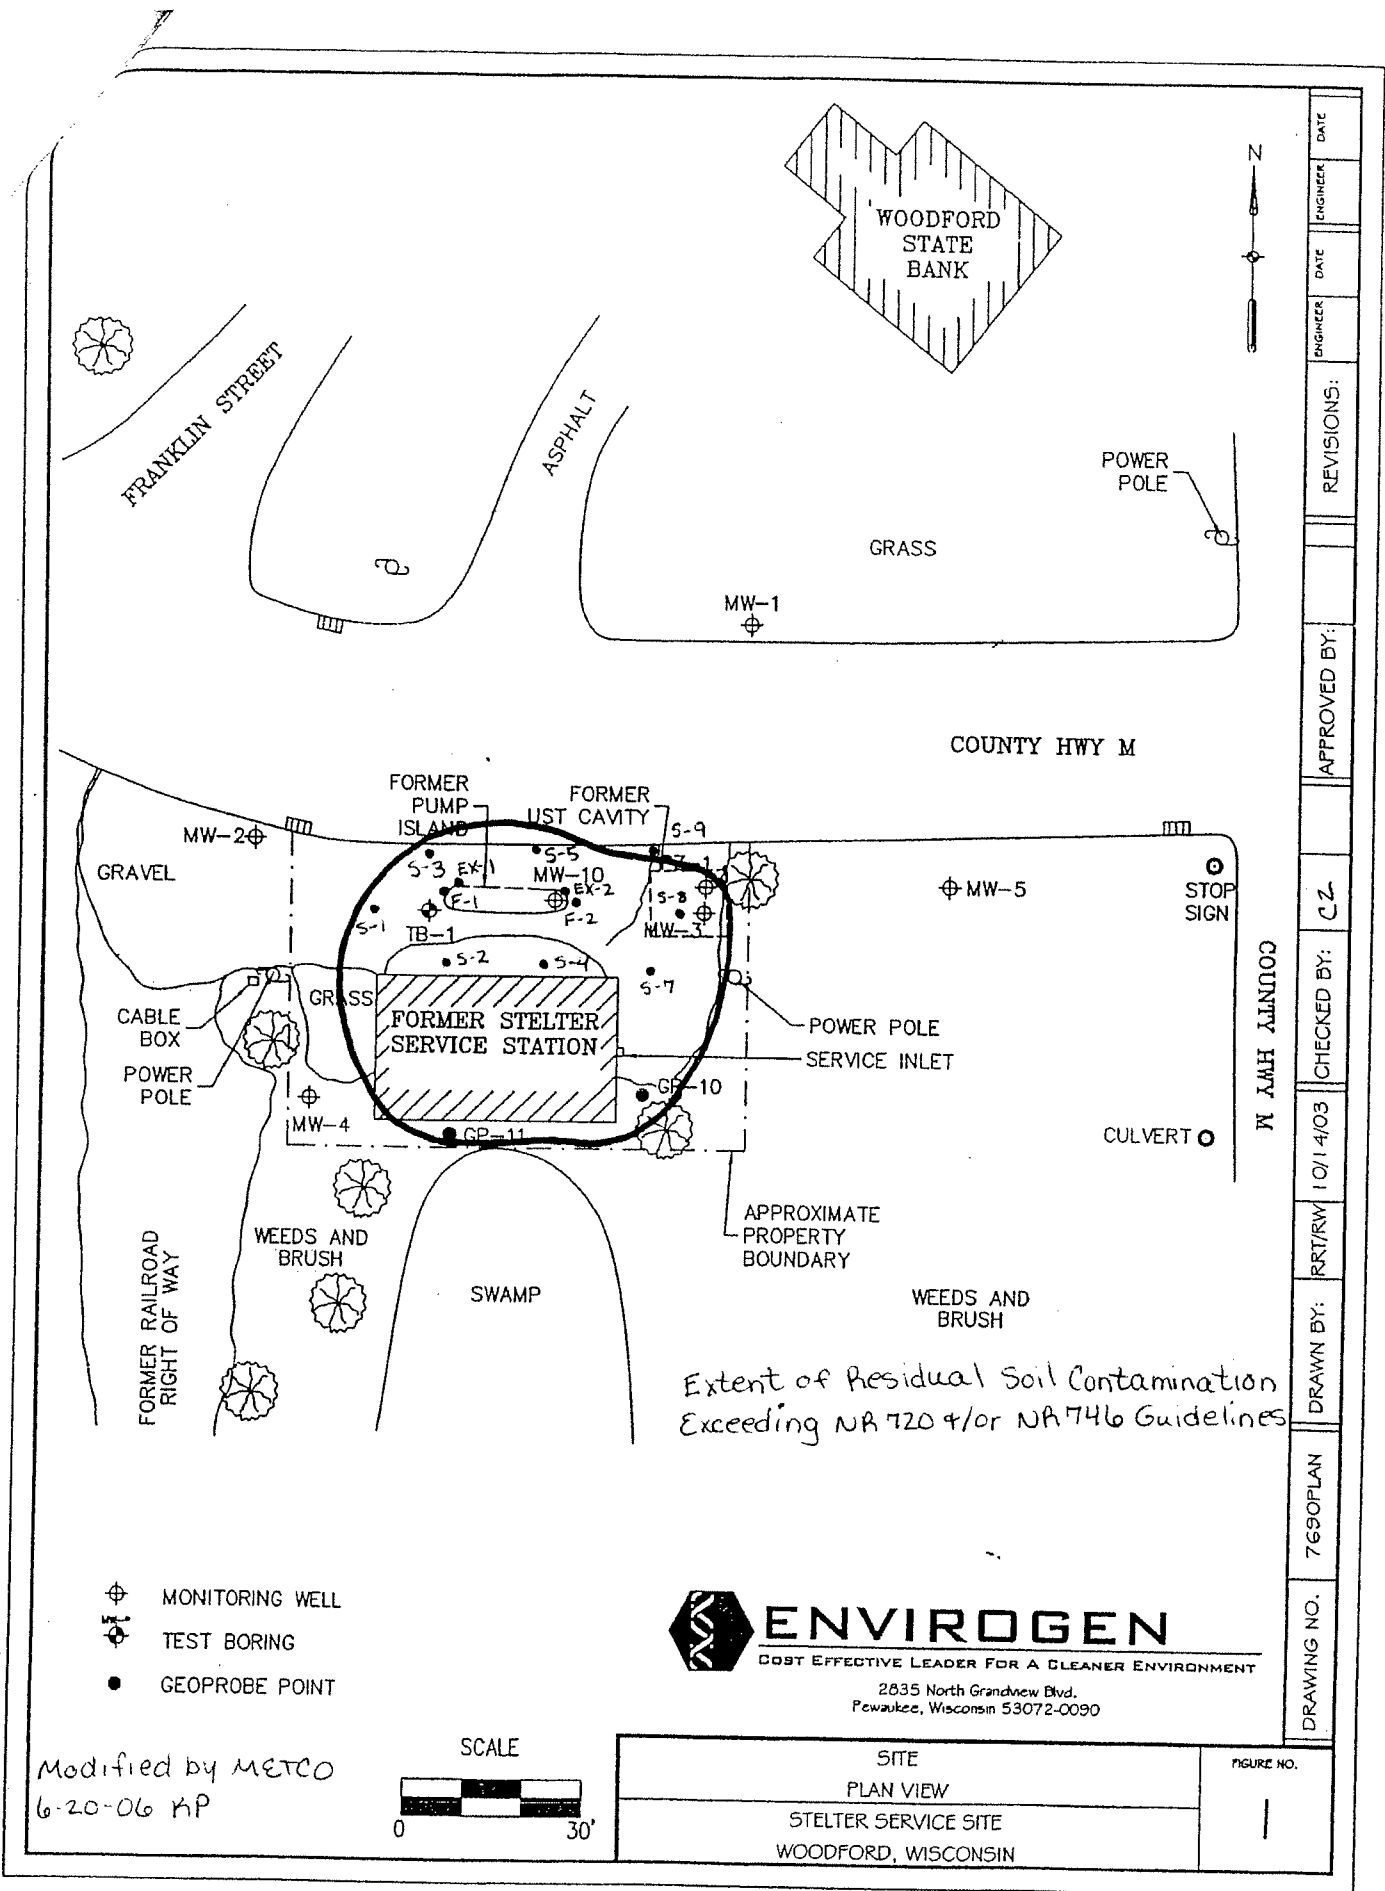 WOODFORD
STATE
BANK
N
FRANKLIN STREET
ASPHALT
POWER
POLE
GRASS
MW-1
COUNTY HWY M
FORMER
PUMP
ISLAND
FORMER
UST CAVITY
S-9
MW-2
S-3
EX-1
S-5
MW-10
EX-2
GRAVEL
F-1
F-2
S-8
MW-3
MW-5
STOP
SIGN
S-1
TB-1
S-2
S-4
S-7
GRASS
CABLE
BOX
FORMER STELTER
SERVICE STATION
POWER POLE
SERVICE INLET
COUNTY HWY M
POWER
POLE
GP-10
MW-4
GP-11
CULVERT
APPROXIMATE
PROPERTY
BOUNDARY
WEEDS AND
BRUSH
FORMER RAILROAD
RIGHT OF WAY
SWAMP
WEEDS AND
BRUSH
Extent of Residual Soil Contamination
Exceeding NR 720 +/or NR 746 Guidelines
MONITORING WELL
TEST BORING
GEOPROBE POINT
ENVIROGEN
COST EFFECTIVE LEADER FOR A CLEANER ENVIRONMENT
2835 North Grandview Blvd.
Pewaukee, Wisconsin 53072-0090
Modified by METCO
6-20-06 KP
SCALE
0 30'
SITE
PLAN VIEW
STELTER SERVICE SITE
WOODFORD, WISCONSIN
FIGURE NO.
1
DRAWING NO. 7690PLAN DRAWN BY: RRT/RW 10/14/03 CHECKED BY: CZ APPROVED BY: REVISIONS: ENGINEER DATE ENGINEER DATE